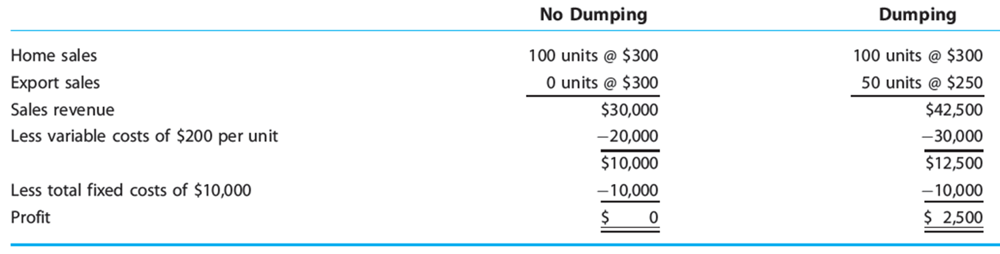 No Dumping Dumping
Home sales 100 units @ $300 100 units @ $300
Export sales 0 units @ $300 50 units @ $250
Sales revenue $30,000 $42,500
Less variable costs of $200 per unit −20,000 −30,000
$10,000 $12,500
Less total fixed costs of $10,000 −10,000 −10,000
Profit $ 0 $ 2,500